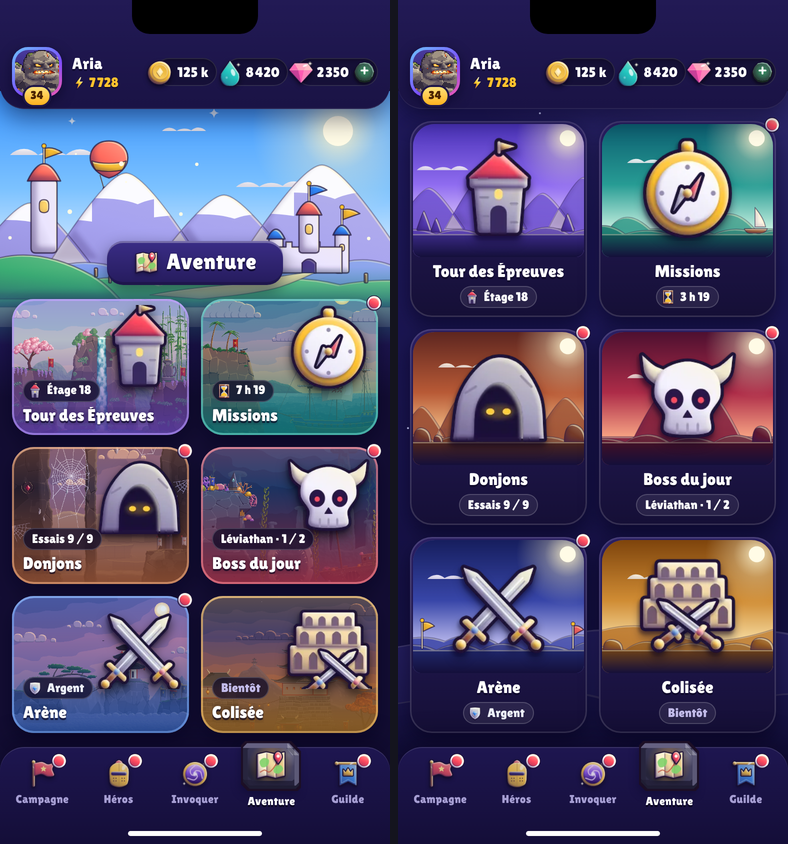 Aria
7728
34
125 k
8420
2350
Aventure
Étage 18
Tour des Épreuves
7 h 19
Missions
Essais 9 / 9
Donjons
Léviathan · 1 / 2
Boss du jour
Argent
Arène
Bientôt
Colisée
Campagne
Héros
Invoquer
Aventure
Guilde
Aria
7728
34
125 k
8420
2350
Tour des Épreuves
Étage 18
Missions
3 h 19
Donjons
Essais 9 / 9
Boss du jour
Léviathan · 1 / 2
Arène
Argent
Colisée
Bientôt
Campagne
Héros
Invoquer
Aventure
Guilde